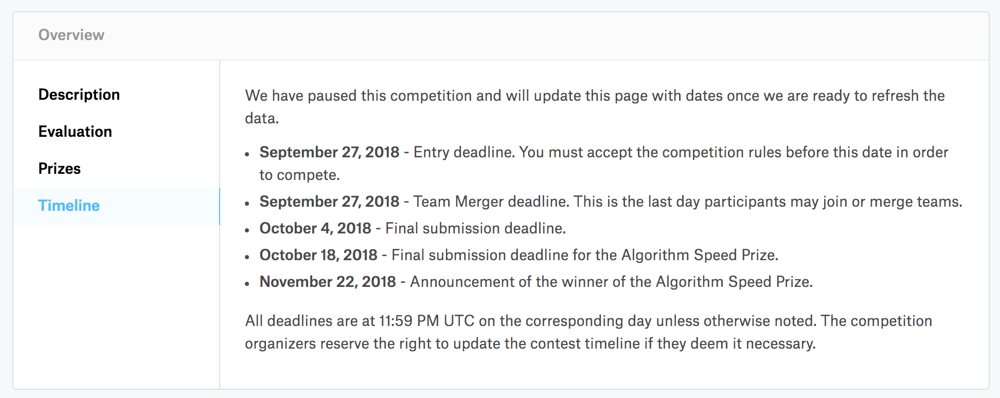 Overview
Description
Evaluation
Prizes
Timeline
We have paused this competition and will update this page with dates once we are ready to refresh the
data.
• September 27, 2018 - Entry deadline. You must accept the competition rules before this date in order
to compete.
• September 27, 2018 - Team Merger deadline. This is the last day participants may join or merge teams.
• October 4, 2018 - Final submission deadline.
• October 18, 2018 - Final submission deadline for the Algorithm Speed Prize.
• November 22, 2018 - Announcement of the winner of the Algorithm Speed Prize.
All deadlines are at 11:59 PM UTC on the corresponding day unless otherwise noted. The competition
organizers reserve the right to update the contest timeline if they deem it necessary.